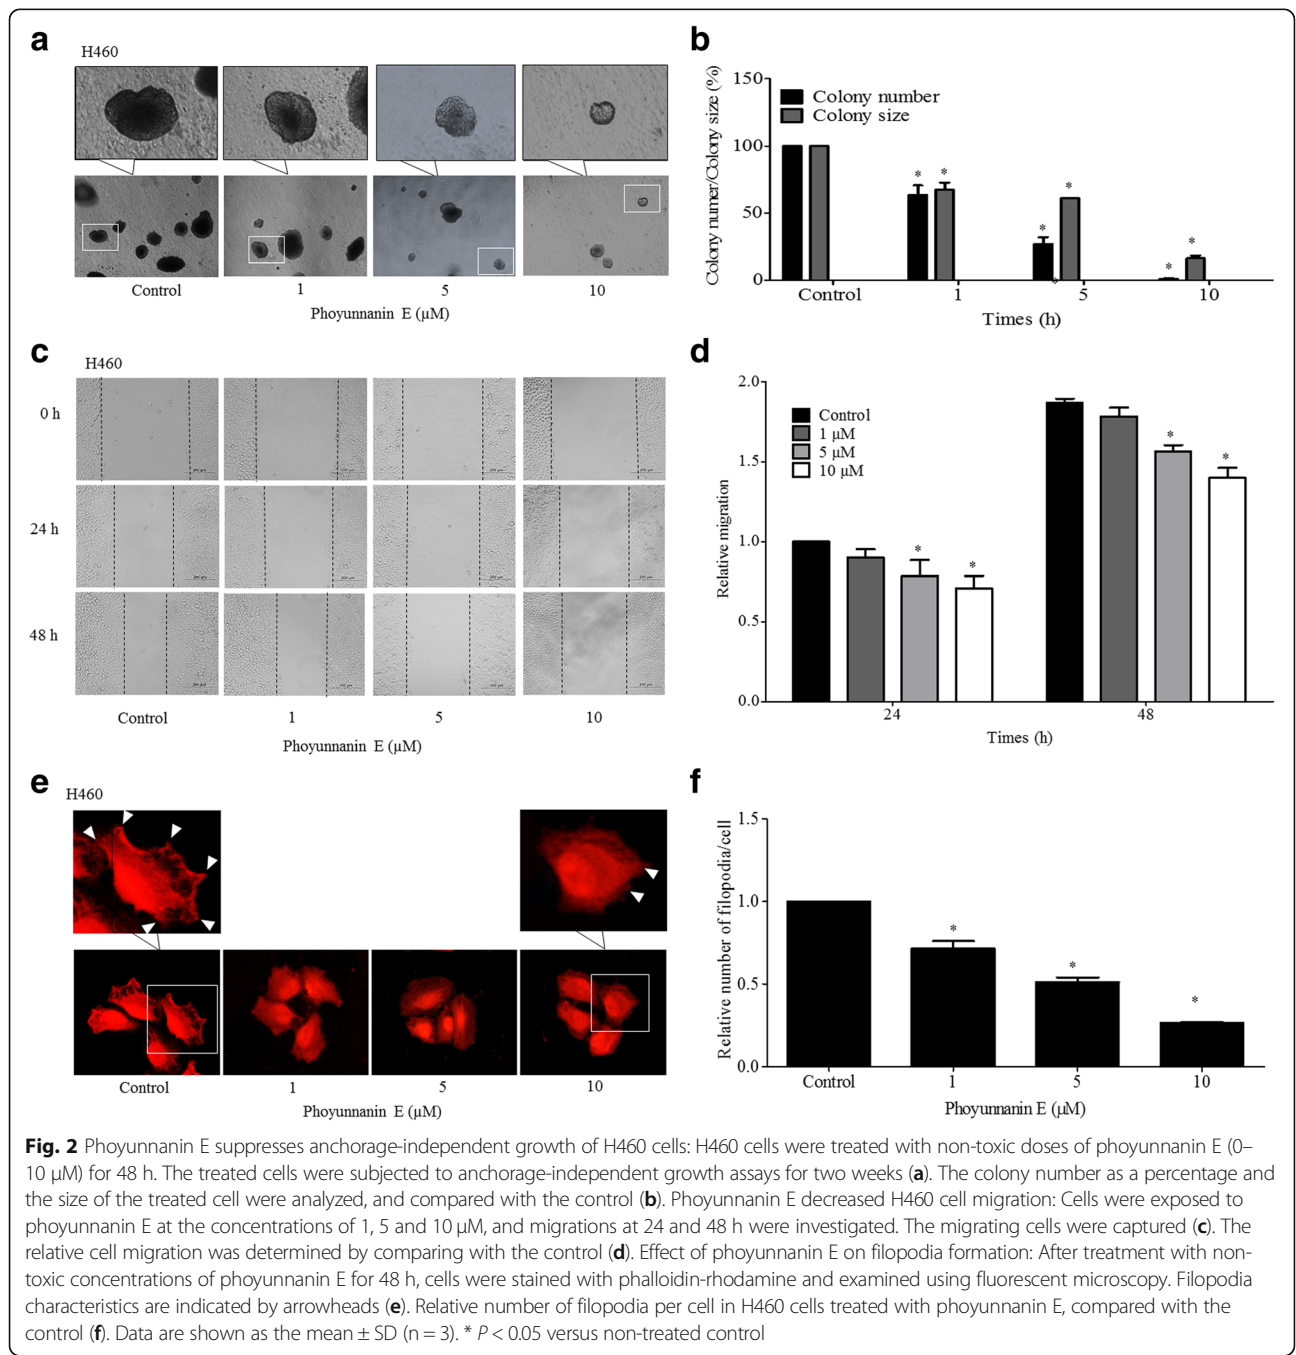 a
H460
Control
1
5
10
Phoyunnanin E (µM)
b
150
100
50
0
Colony numer/Colony size (%)
Colony number
Colony size
* *
*
*
*
*
*
Control
1
5
10
Times (h)
c
H460
0 h
24 h
48 h
Control
1
5
10
Phoyunnanin E (µM)
d
2.0
1.5
1.0
0.5
0.0
Relative migration
Control
1 µM
5 µM
10 µM
*
*
*
*
24
48
Times (h)
e
H460
Control
1
5
10
Phoyunnanin E (µM)
f
1.5
1.0
0.5
0.0
Relative number of filopodia/cell
*
*
*
Control
1
5
10
Phoyunnanin E (µM)
Fig. 2 Phoyunnanin E suppresses anchorage-independent growth of H460 cells: H460 cells were treated with non-toxic doses of phoyunnanin E (0–
10 µM) for 48 h. The treated cells were subjected to anchorage-independent growth assays for two weeks (a). The colony number as a percentage and
the size of the treated cell were analyzed, and compared with the control (b). Phoyunnanin E decreased H460 cell migration: Cells were exposed to
phoyunnanin E at the concentrations of 1, 5 and 10 µM, and migrations at 24 and 48 h were investigated. The migrating cells were captured (c). The
relative cell migration was determined by comparing with the control (d). Effect of phoyunnanin E on filopodia formation: After treatment with non-
toxic concentrations of phoyunnanin E for 48 h, cells were stained with phalloidin-rhodamine and examined using fluorescent microscopy. Filopodia
characteristics are indicated by arrowheads (e). Relative number of filopodia per cell in H460 cells treated with phoyunnanin E, compared with the
control (f). Data are shown as the mean ± SD (n = 3). * P < 0.05 versus non-treated control